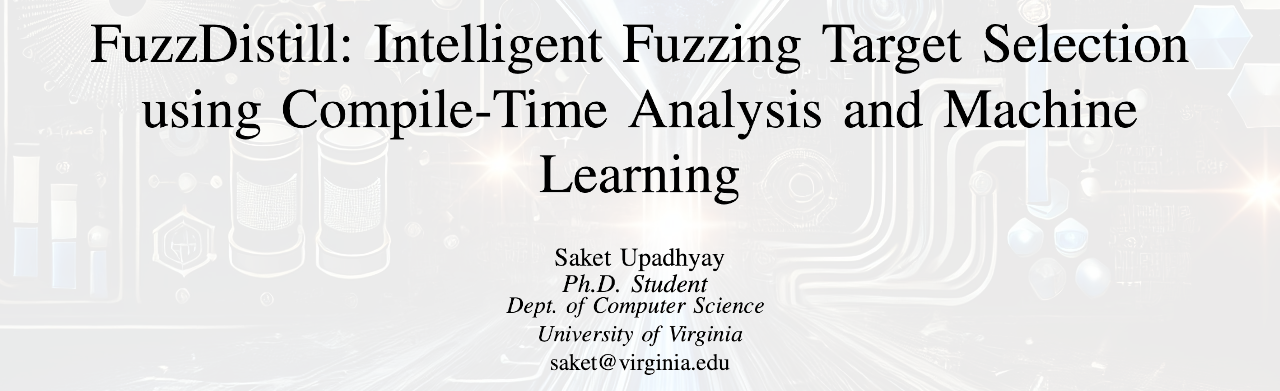 FuzzDistill: Intelligent Fuzzing Target Selection
using Compile-Time Analysis and Machine
Learning
Saket Upadhyay
Ph.D. Student
Dept. of Computer Science
University of Virginia
saket@virginia.edu